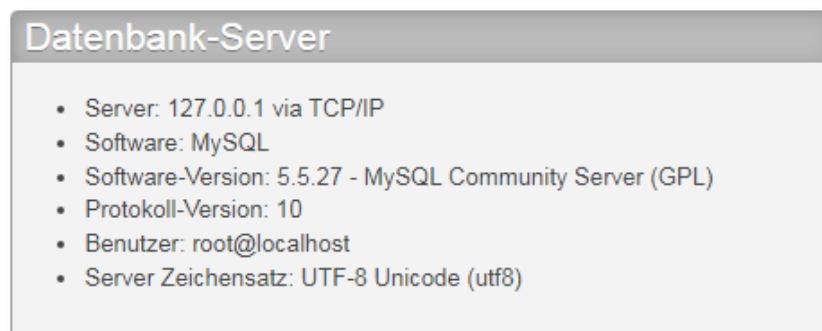 Datenbank-Server
• Server: 127.0.0.1 via TCP/IP
• Software: MySQL
• Software-Version: 5.5.27 - MySQL Community Server (GPL)
• Protokoll-Version: 10
• Benutzer: root@localhost
• Server Zeichensatz: UTF-8 Unicode (utf8)